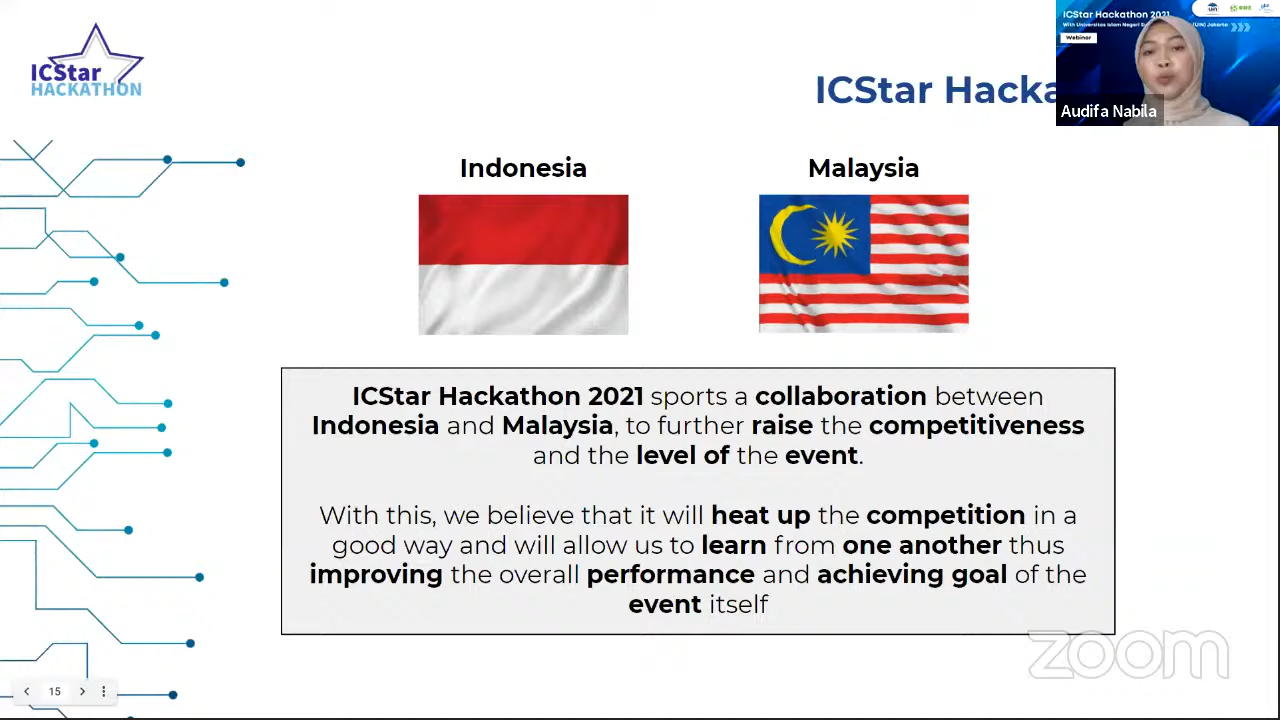 ICStar
HACKATHON
ICStar Hacka
ICStar Hackathon 2021
Webinar
Audifa Nabila
Indonesia
Malaysia
ICStar Hackathon 2021 sports a collaboration between
Indonesia and Malaysia, to further raise the competitiveness
and the level of the event.
With this, we believe that it will heat up the competition in a
good way and will allow us to learn from one another thus
improving the overall performance and achieving goal of the
event itself
zoom
15